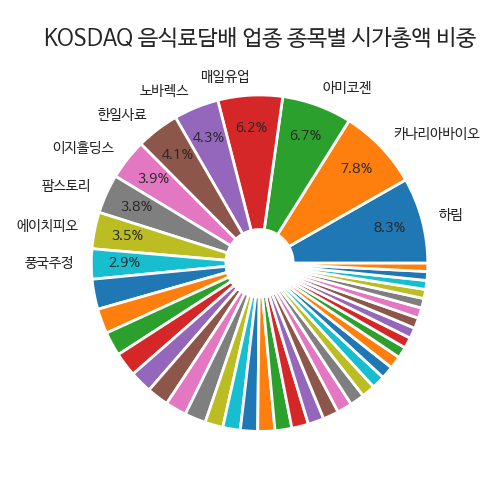 KOSDAQ 음식료담배 업종 종목별 시가총액 비중
하림
8.3%
카나리아바이오
7.8%
아미코젠
6.7%
매일유업
6.2%
노바렉스
4.3%
한일사료
4.1%
이지홀딩스
3.9%
팜스토리
3.8%
에이치피오
3.5%
풍국주정
2.9%